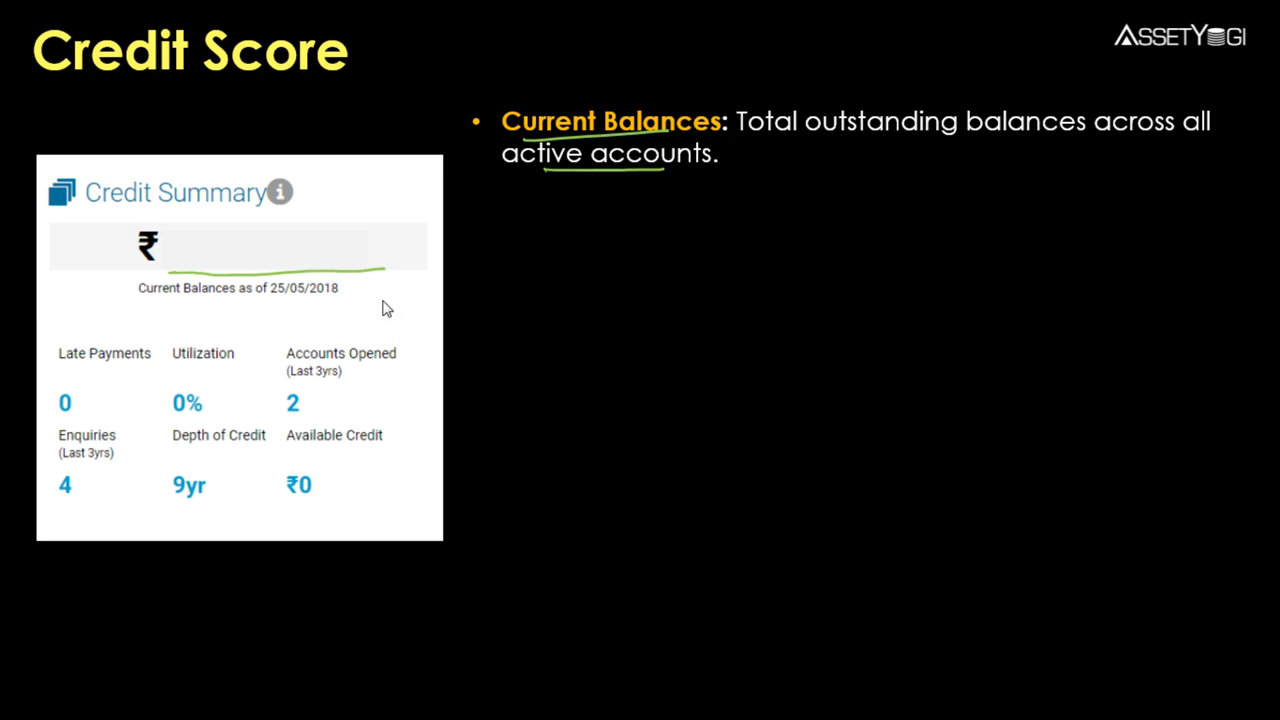 Credit Score
ASSETYOGI
• Current Balances: Total outstanding balances across all
active accounts.
Credit Summary i
₹
Current Balances as of 25/05/2018
Late Payments Utilization Accounts Opened
(Last 3yrs)
0 0% 2
Enquiries Depth of Credit Available Credit
(Last 3yrs)
4 9yr ₹0